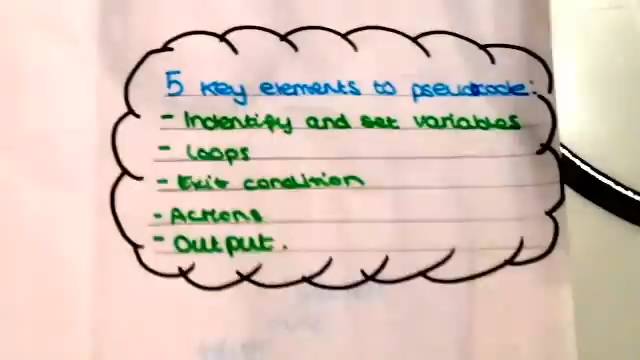 5 key elements to pseudocode:
- Indentify and set variables
- Loops
- Exit condition
- Actions
- Output.